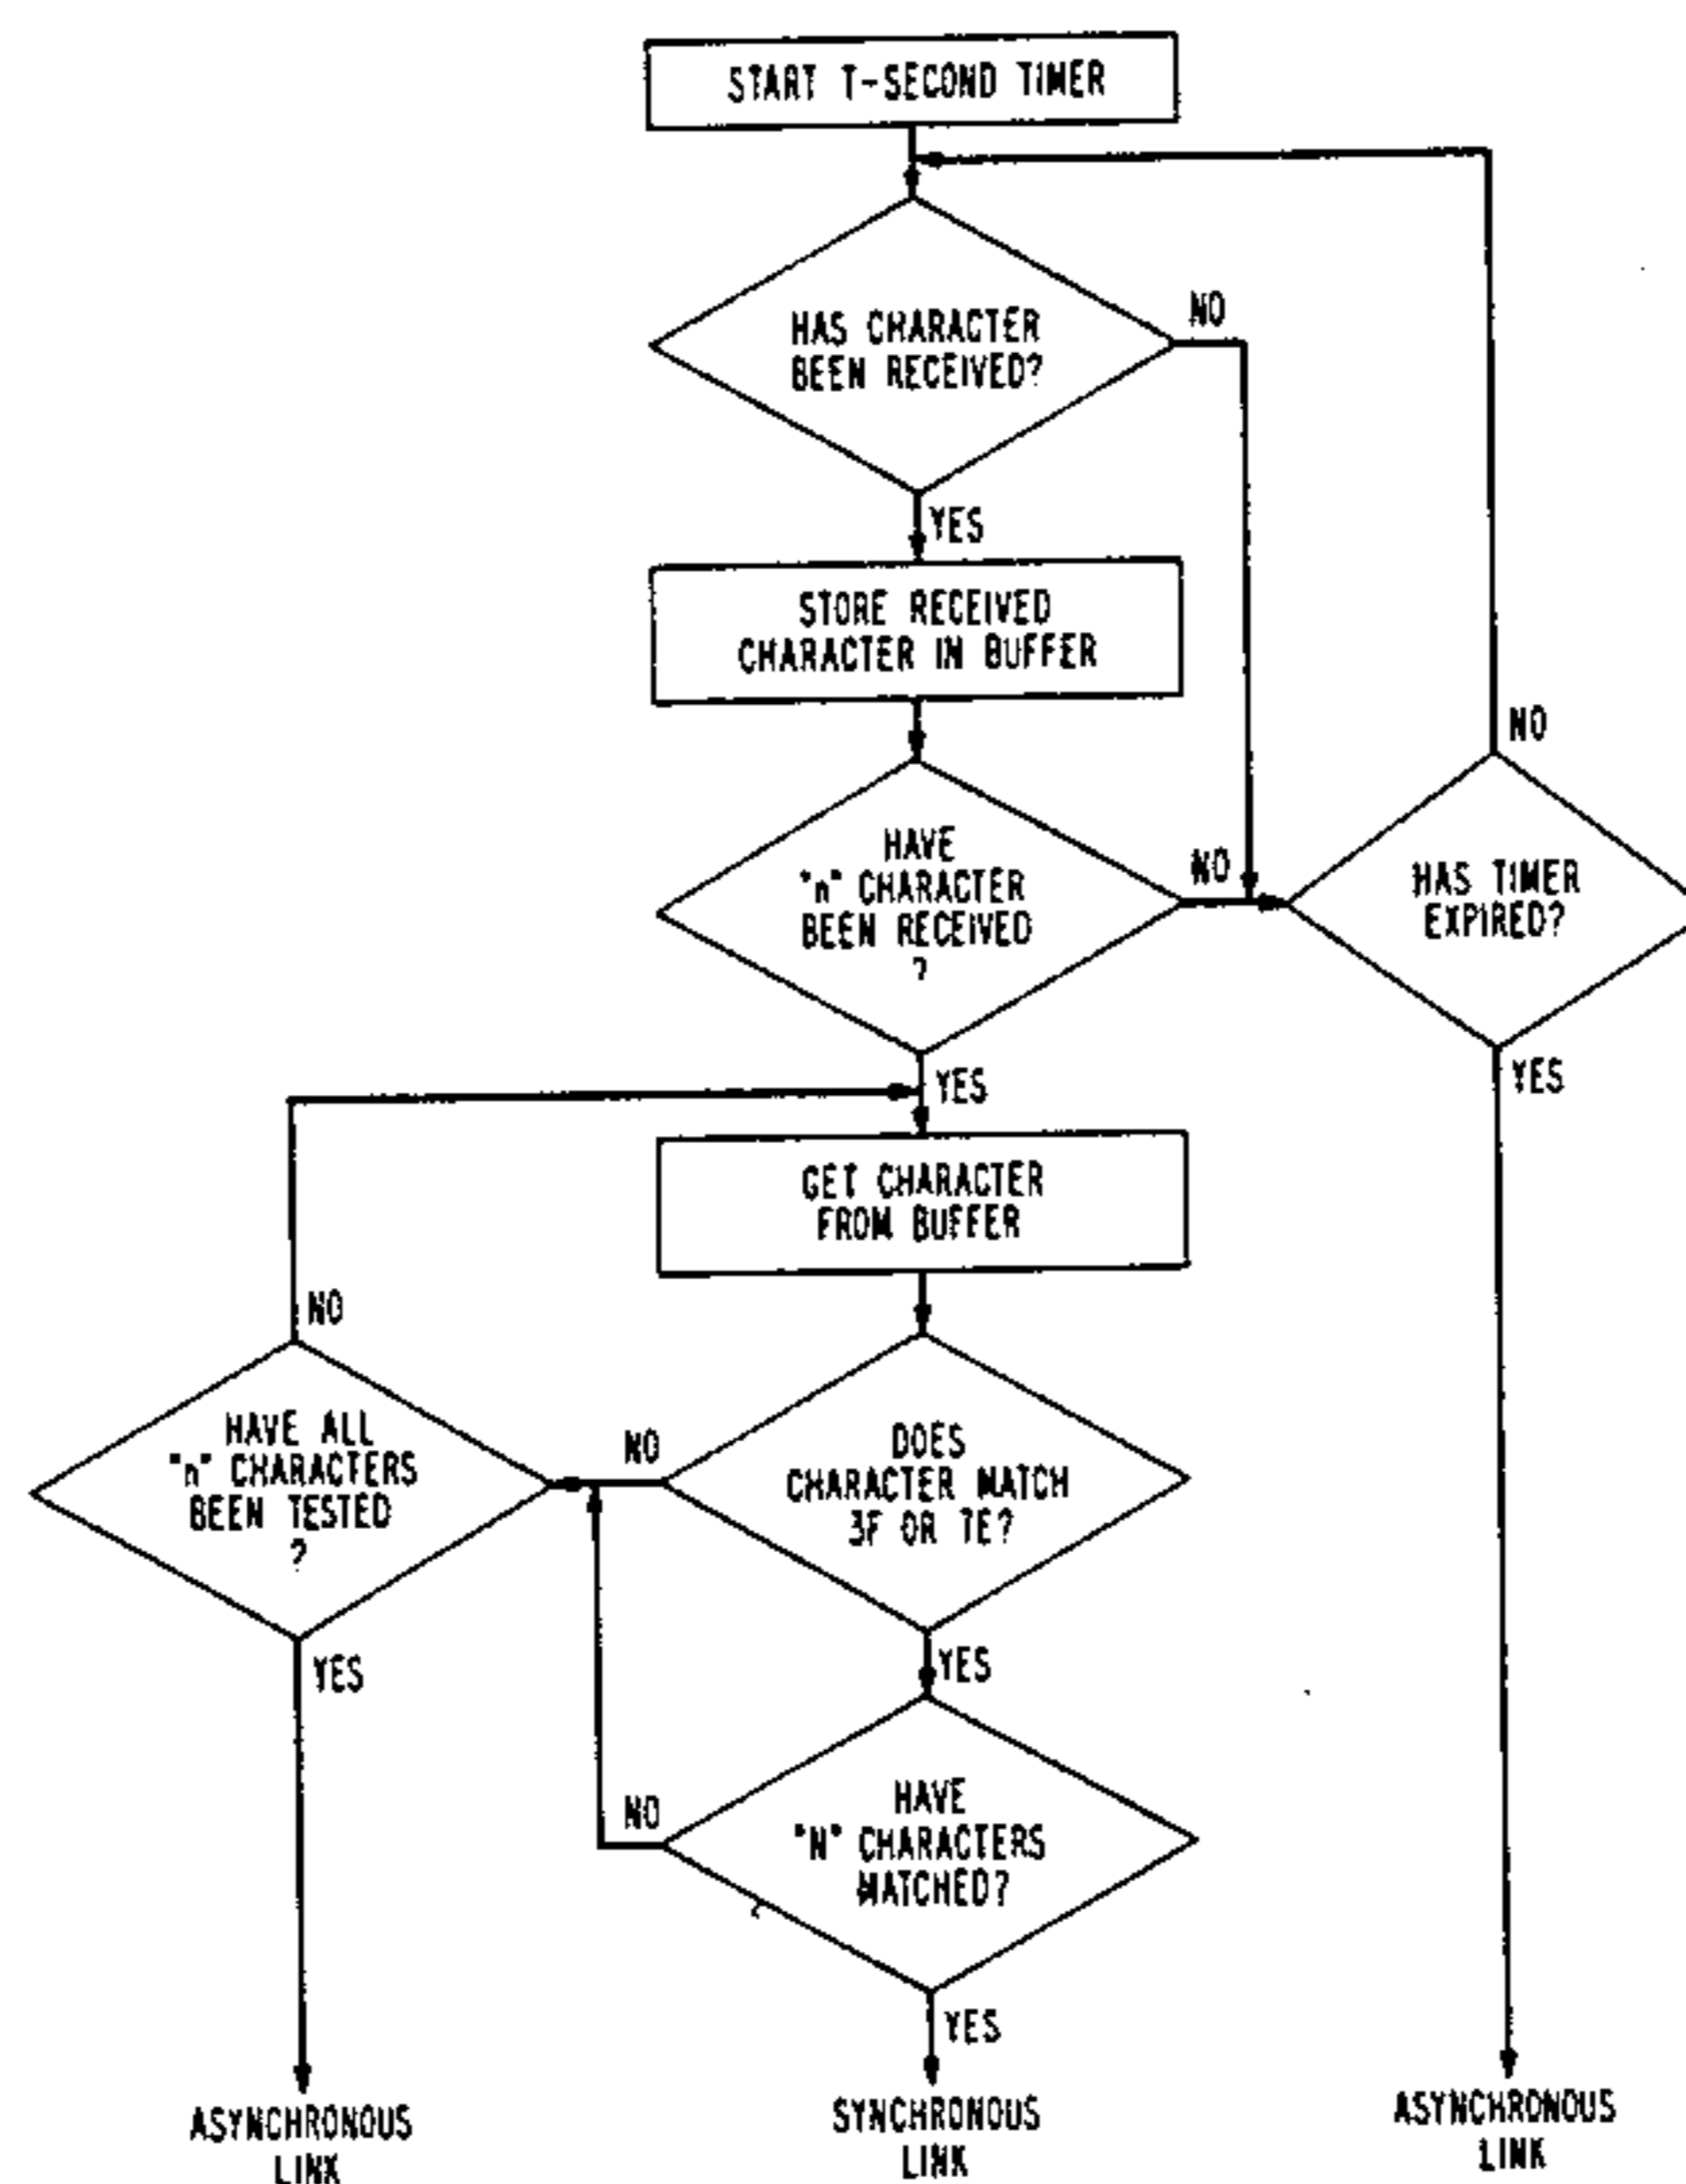 START T-SECOND TIMER
HAS CHARACTER
BEEN RECEIVED?
NO
YES
STORE RECEIVED
CHARACTER IN BUFFER
HAVE
"n" CHARACTER
BEEN RECEIVED
?
NO
YES
HAS TIMER
EXPIRED?
NO
YES
GET CHARACTER
FROM BUFFER
DOES
CHARACTER MATCH
3F OR 7E?
NO
YES
HAVE ALL
"n" CHARACTERS
BEEN TESTED
?
NO
YES
HAVE
"N" CHARACTERS
MATCHED?
NO
YES
ASYNCHRONOUS
LINK
SYNCHRONOUS
LINK
ASYNCHRONOUS
LINK